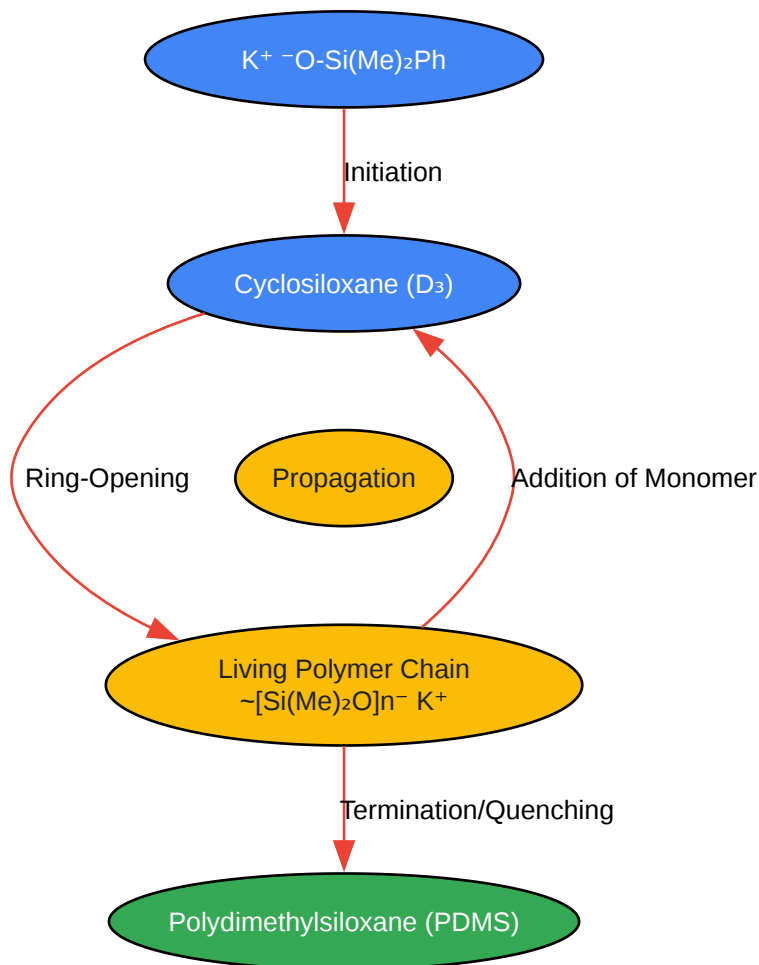 K⁺ ⁻O-Si(Me)₂Ph
Initiation
Cyclosiloxane (D₃)
Ring-Opening
Propagation
Addition of Monomer
Living Polymer Chain
~[Si(Me)₂O]n⁻ K⁺
Termination/Quenching
Polydimethylsiloxane (PDMS)